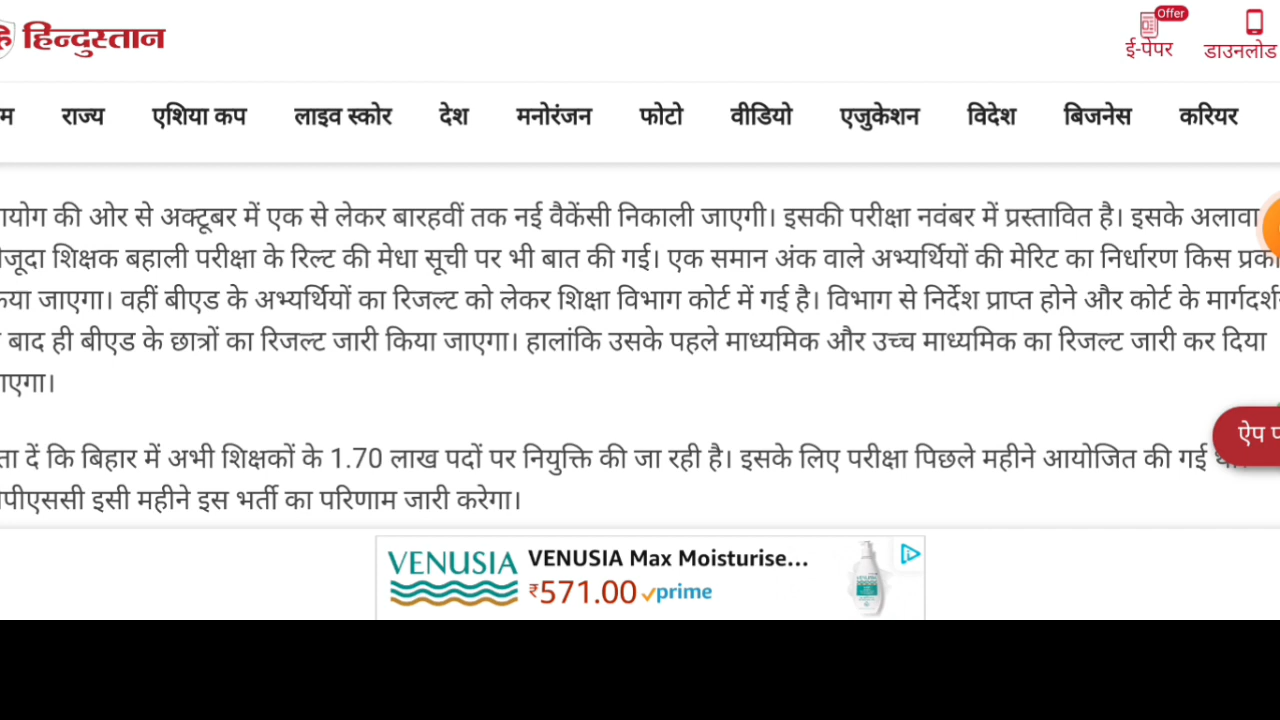 हिन्दुस्तान
Offer
ई-पेपर
डाउनलोड
राज्य एशिया कप लाइव स्कोर देश मनोरंजन फोटो वीडियो एजुकेशन विदेश बिजनेस करियर
की ओर से अक्टूबर में एक से लेकर बारहवीं तक नई वैकेंसी निकाली जाएगी। इसकी परीक्षा नवंबर में प्रस्तावित है। इसके अलावा
शिक्षक बहाली परीक्षा के रिल्ट की मेधा सूची पर भी बात की गई। एक समान अंक वाले अभ्यर्थियों की मेरिट का निर्धारण किस
जाएगा। वहीं बीएड के अभ्यर्थियों का रिजल्ट को लेकर शिक्षा विभाग कोर्ट में गई है। विभाग से निर्देश प्राप्त होने और कोर्ट के
बाद ही बीएड के छात्रों का रिजल्ट जारी किया जाएगा। हालांकि उसके पहले माध्यमिक और उच्च माध्यमिक का रिजल्ट जारी कर दिया
दें कि बिहार में अभी शिक्षकों के 1.70 लाख पदों पर नियुक्ति की जा रही है। इसके लिए परीक्षा पिछले महीने आयोजित की गई
इसी महीने इस भर्ती का परिणाम जारी करेगा।
ऐप
VENUSIA
VENUSIA Max Moisturise...
₹571.00 prime